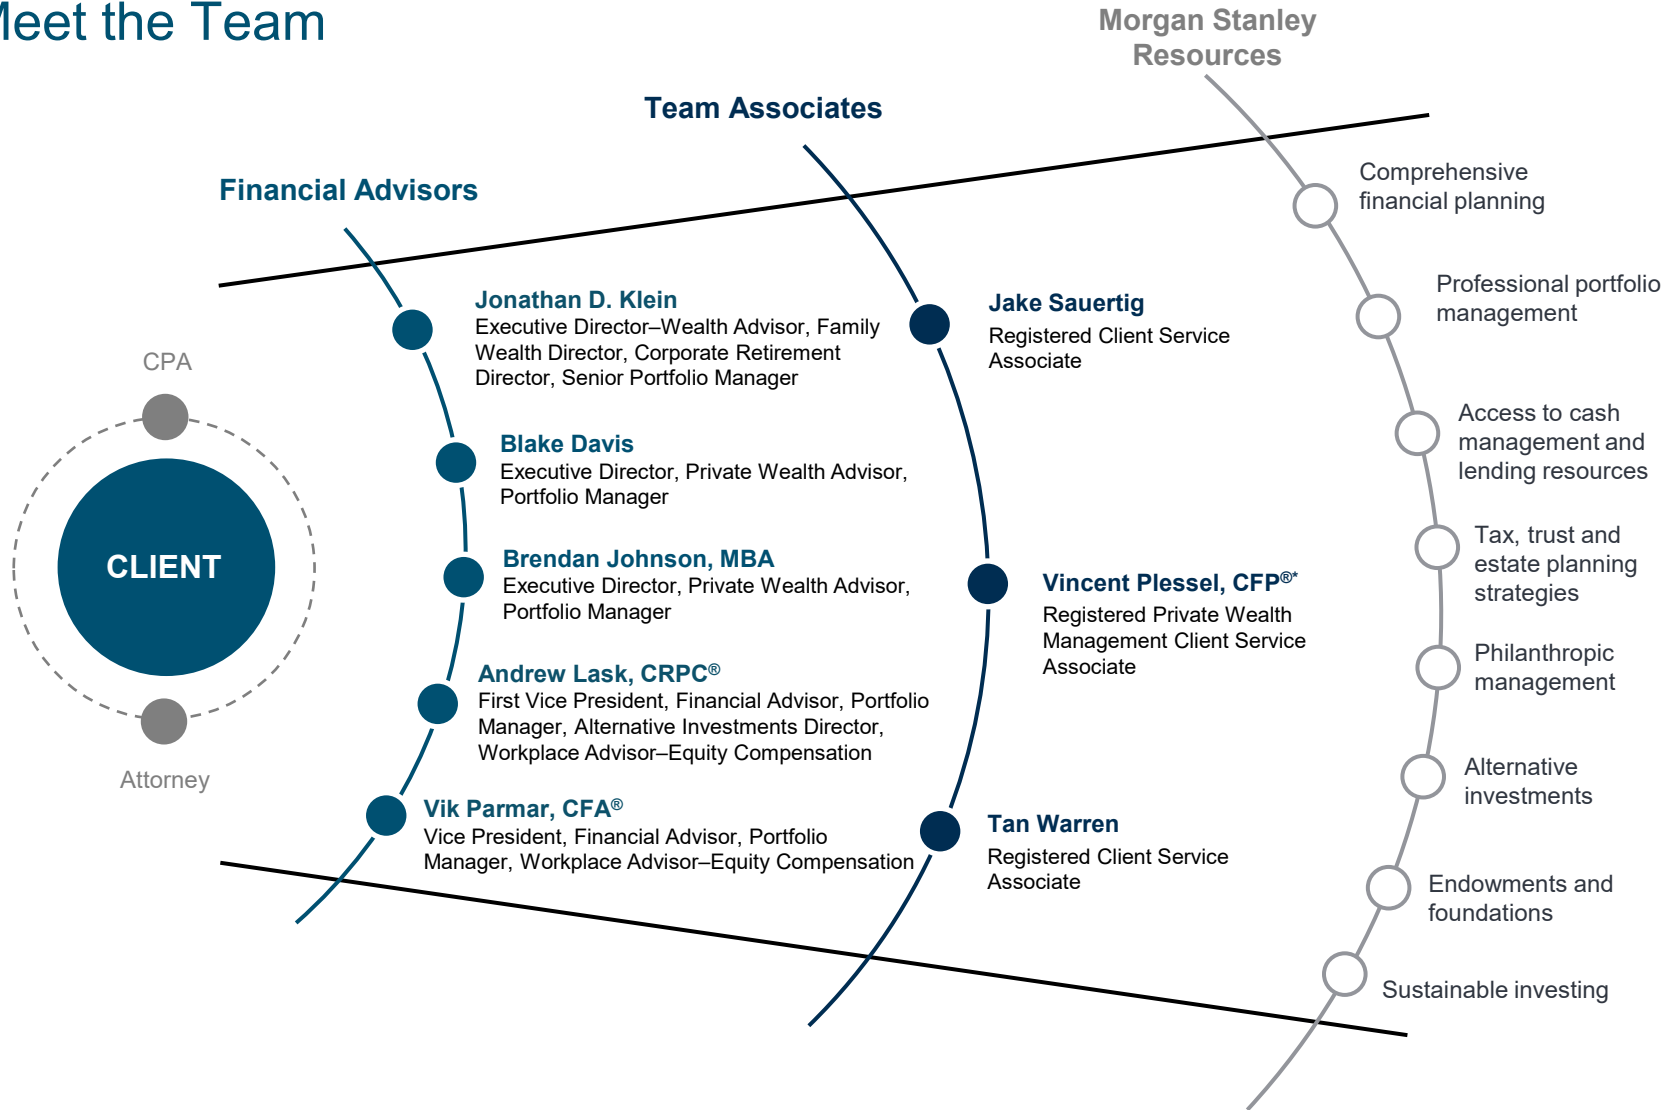 Meet the Team
Morgan Stanley
Resources
Team Associates
Financial Advisors
CPA
CLIENT
Attorney
Jonathan D. Klein
Executive Director–Wealth Advisor, Family
Wealth Director, Corporate Retirement
Director, Senior Portfolio Manager
Blake Davis
Executive Director, Private Wealth Advisor,
Portfolio Manager
Brendan Johnson, MBA
Executive Director, Private Wealth Advisor,
Portfolio Manager
Andrew Lask, CRPC®
First Vice President, Financial Advisor, Portfolio
Manager, Alternative Investments Director,
Workplace Advisor–Equity Compensation
Vik Parmar, CFA®
Vice President, Financial Advisor, Portfolio
Manager, Workplace Advisor–Equity Compensation
Jake Sauertig
Registered Client Service
Associate
Vincent Plessel, CFP®*
Registered Private Wealth
Management Client Service
Associate
Tan Warren
Registered Client Service
Associate
Comprehensive
financial planning
Professional portfolio
management
Access to cash
management and
lending resources
Tax, trust and
estate planning
strategies
Philanthropic
management
Alternative
investments
Endowments and
foundations
Sustainable investing